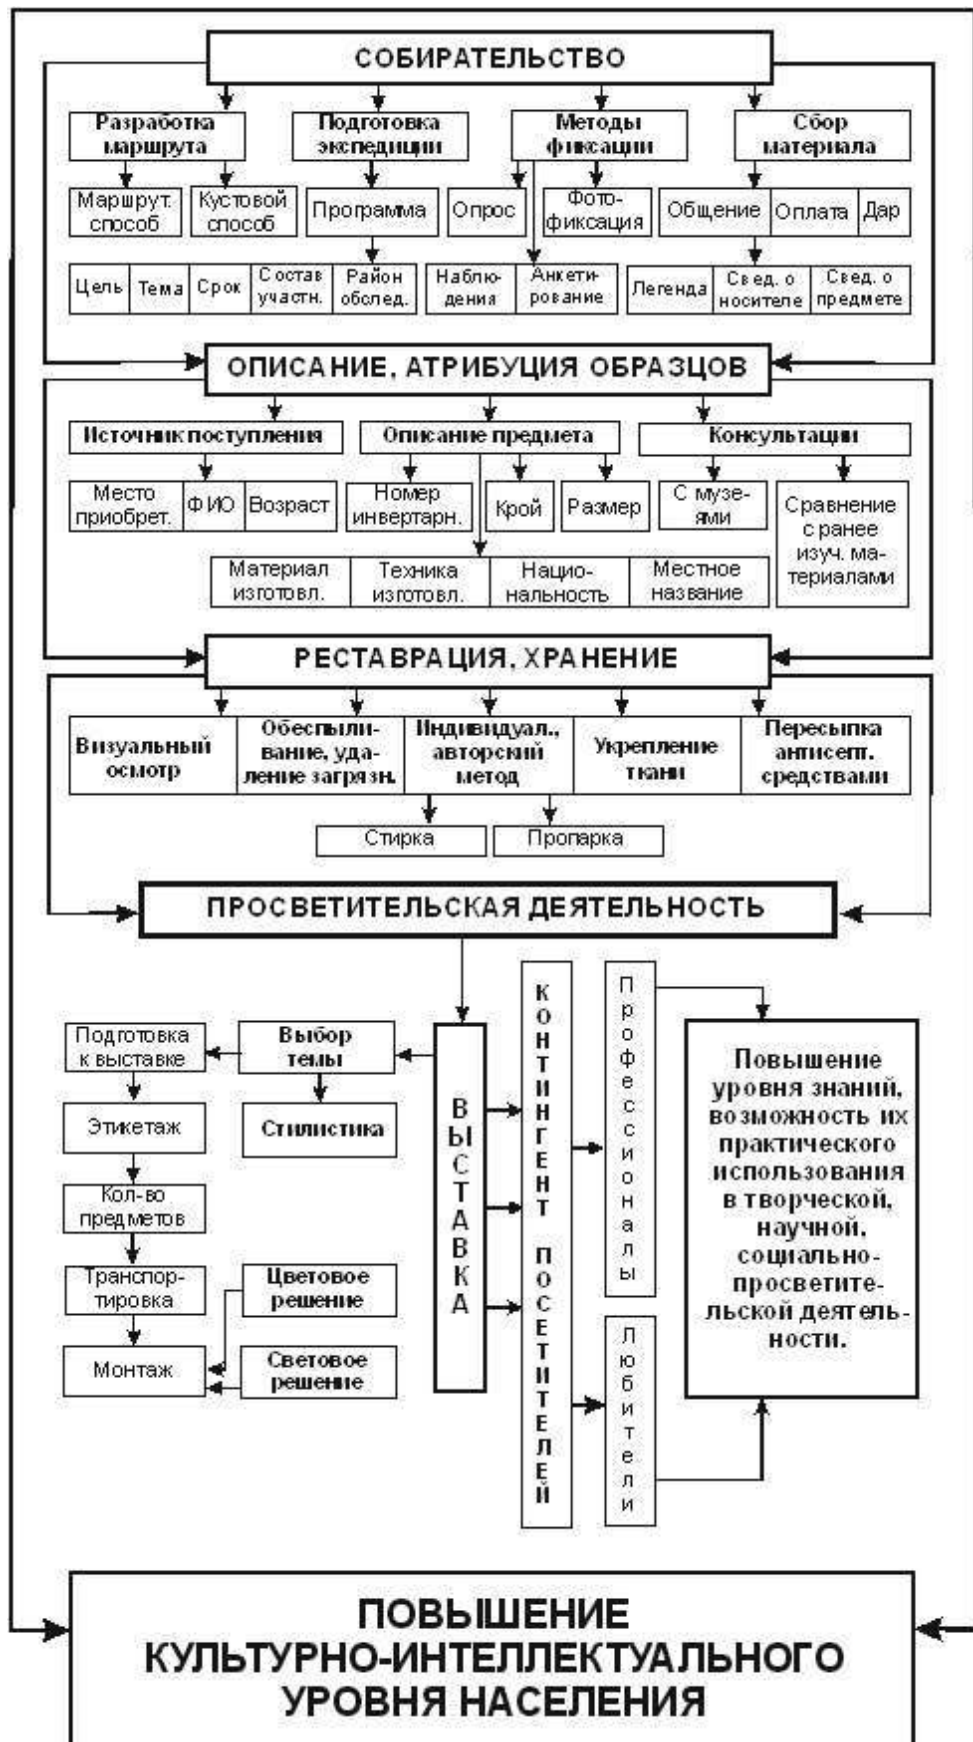 СОБИРАТЕЛЬСТВО
Разработка
маршрута
Подготовка
экспедиции
Методы
фиксации
Сбор
материала
Маршрут.
способ
Кустовой
способ
Программа
Опрос
Фото-
фиксация
Общение
Оплата
Дар
Цель
Тема
Срок
Состав
участн.
Район
обслед.
Наблю-
дения
Анкети-
рование
Легенда
Свед. о
носителе
Свед. о
предмете
ОПИСАНИЕ, АТРИБУЦИЯ ОБРАЗЦОВ
Источник поступления
Описание предмета
Консультации
Место
приобрет.
ФИО
Возраст
Номер
инвертарн.
Крой
Размер
С музе-
ями
Сравнение
с ранее
изуч. ма-
териалами
Материал
изготовл.
Техника
изготовл.
Нацио-
нальность
Местное
название
РЕСТАВРАЦИЯ, ХРАНЕНИЕ
Визуальный
осмотр
Обеспыли-
вание, уда-
ление загрязн.
Индивидуал.,
авторский
метод
Укрепление
ткани
Пересыпка
антисепт.
средствами
Стирка
Пропарка
ПРОСВЕТИТЕЛЬСКАЯ ДЕЯТЕЛЬНОСТЬ
Подготовка
к выставке
Выбор
темы
Этикетаж
Стилистика
Кол-во
предметов
Транспор-
тировка
Цветовое
решение
Монтаж
Световое
решение
ВЫСТАВКА
КОНТИНГЕНТ ПОСЕТИТЕЛЕЙ
Профессионалы
Любители
Повышение
уровня знаний,
возможность их
практического
использования
в творческой,
научной,
социально-
просветите-
льской деятель-
ности.
ПОВЫШЕНИЕ
КУЛЬТУРНО-ИНТЕЛЛЕКТУАЛЬНОГО
УРОВНЯ НАСЕЛЕНИЯ